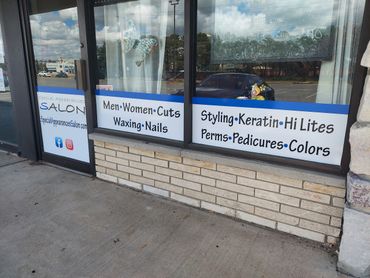 SALON
Men•Women•Cuts
Waxing•Nails
Styling•Keratin•Hi Lites
Perms•Pedicures•Colors